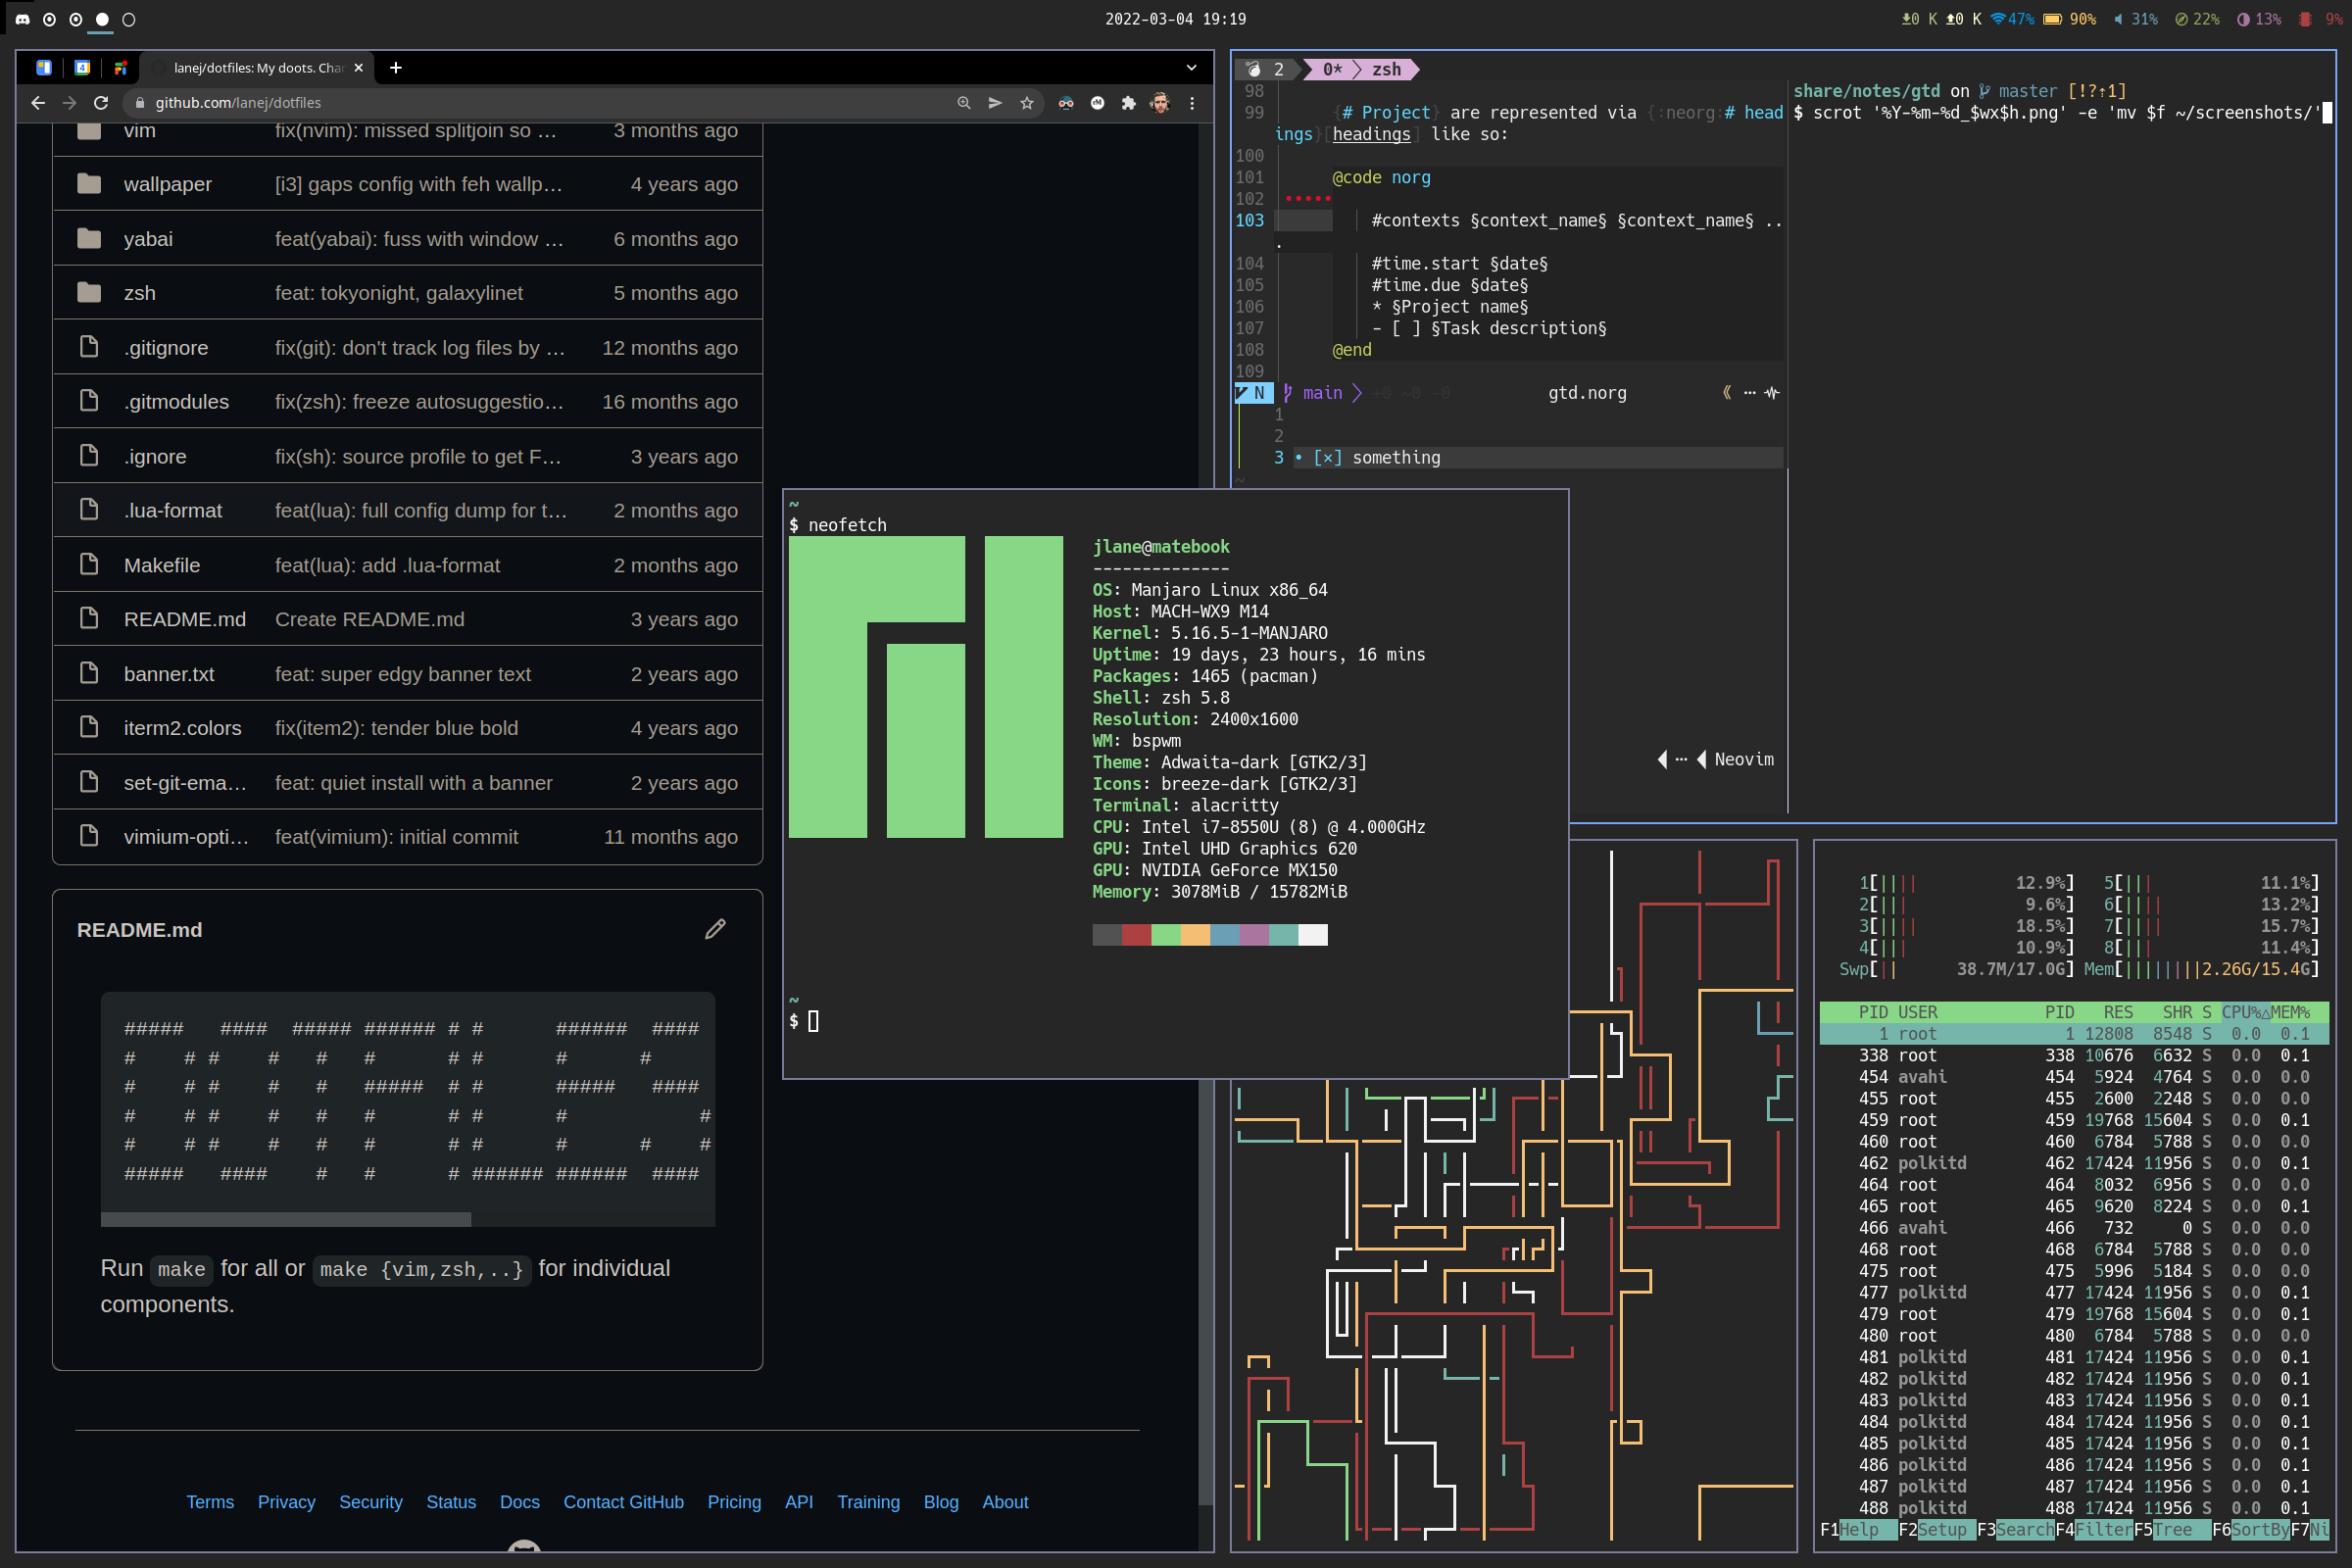 2022-03-04 19:19
0 K 0 K 47% 90% 31% 22% 13% 9%
lanej/dotfiles: My doots. Char
github.com/lanej/dotfiles
vim fix(nvim): missed splitjoin so … 3 months ago
wallpaper [i3] gaps config with feh wallp… 4 years ago
yabai feat(yabai): fuss with window … 6 months ago
zsh feat: tokyonight, galaxylinet 5 months ago
.gitignore fix(git): don't track log files by … 12 months ago
.gitmodules fix(zsh): freeze autosuggestio… 16 months ago
.ignore fix(sh): source profile to get F… 3 years ago
.lua-format feat(lua): full config dump for t… 2 months ago
Makefile feat(lua): add .lua-format 2 months ago
README.md Create README.md 3 years ago
banner.txt feat: super edgy banner text 2 years ago
iterm2.colors fix(item2): tender blue bold 4 years ago
set-git-ema… feat: quiet install with a banner 2 years ago
vimium-opti… feat(vimium): initial commit 11 months ago
README.md
#####   ####  ##### ###### # #      ######  ####
#    # #    #   #   #      # #      #      #
#    # #    #   #   #####  # #      #####   ####
#    # #    #   #   #      # #      #           #
#    # #    #   #   #      # #      #      #    #
#####   ####    #   #      # ###### ######  ####
Run make for all or make {vim,zsh,..} for individual
components.
Terms Privacy Security Status Docs Contact GitHub Pricing API Training Blog About
2 0* zsh
98
99 {# Project} are represented via {:neorg:# head
ings}[headings] like so:
100
101 @code norg
102
103 #contexts §context_name§ §context_name§ ..
.
104 #time.start §date§
105 #time.due §date§
106 * §Project name§
107 - [ ] §Task description§
108 @end
109
N main +0 ~0 -0 gtd.norg
1
2
3 • [×] something
~
Neovim
share/notes/gtd on master [!?⇡1]
$ scrot '%Y-%m-%d_$wx$h.png' -e 'mv $f ~/screenshots/'
~
$ neofetch
jlane@matebook
--------------
OS: Manjaro Linux x86_64
Host: MACH-WX9 M14
Kernel: 5.16.5-1-MANJARO
Uptime: 19 days, 23 hours, 16 mins
Packages: 1465 (pacman)
Shell: zsh 5.8
Resolution: 2400x1600
WM: bspwm
Theme: Adwaita-dark [GTK2/3]
Icons: breeze-dark [GTK2/3]
Terminal: alacritty
CPU: Intel i7-8550U (8) @ 4.000GHz
GPU: Intel UHD Graphics 620
GPU: NVIDIA GeForce MX150
Memory: 3078MiB / 15782MiB
~
$
1[|||| 12.9%] 5[||| 11.1%]
2[||| 9.6%] 6[|||| 13.2%]
3[|||| 18.5%] 7[|||| 15.7%]
4[||| 10.9%] 8[||| 11.4%]
Swp[|| 38.7M/17.0G] Mem[||||||||2.26G/15.4G]
PID USER PID RES SHR S CPU%△MEM%
1 root 1 12808 8548 S 0.0 0.1
338 root 338 10676 6632 S 0.0 0.1
454 avahi 454 5924 4764 S 0.0 0.0
455 root 455 2600 2248 S 0.0 0.0
459 root 459 19768 15604 S 0.0 0.1
460 root 460 6784 5788 S 0.0 0.0
462 polkitd 462 17424 11956 S 0.0 0.1
464 root 464 8032 6956 S 0.0 0.0
465 root 465 9620 8224 S 0.0 0.1
466 avahi 466 732 0 S 0.0 0.0
468 root 468 6784 5788 S 0.0 0.0
475 root 475 5996 5184 S 0.0 0.0
477 polkitd 477 17424 11956 S 0.0 0.1
479 root 479 19768 15604 S 0.0 0.1
480 root 480 6784 5788 S 0.0 0.0
481 polkitd 481 17424 11956 S 0.0 0.1
482 polkitd 482 17424 11956 S 0.0 0.1
483 polkitd 483 17424 11956 S 0.0 0.1
484 polkitd 484 17424 11956 S 0.0 0.1
485 polkitd 485 17424 11956 S 0.0 0.1
486 polkitd 486 17424 11956 S 0.0 0.1
487 polkitd 487 17424 11956 S 0.0 0.1
488 polkitd 488 17424 11956 S 0.0 0.1
F1Help F2Setup F3SearchF4FilterF5Tree F6SortByF7Ni